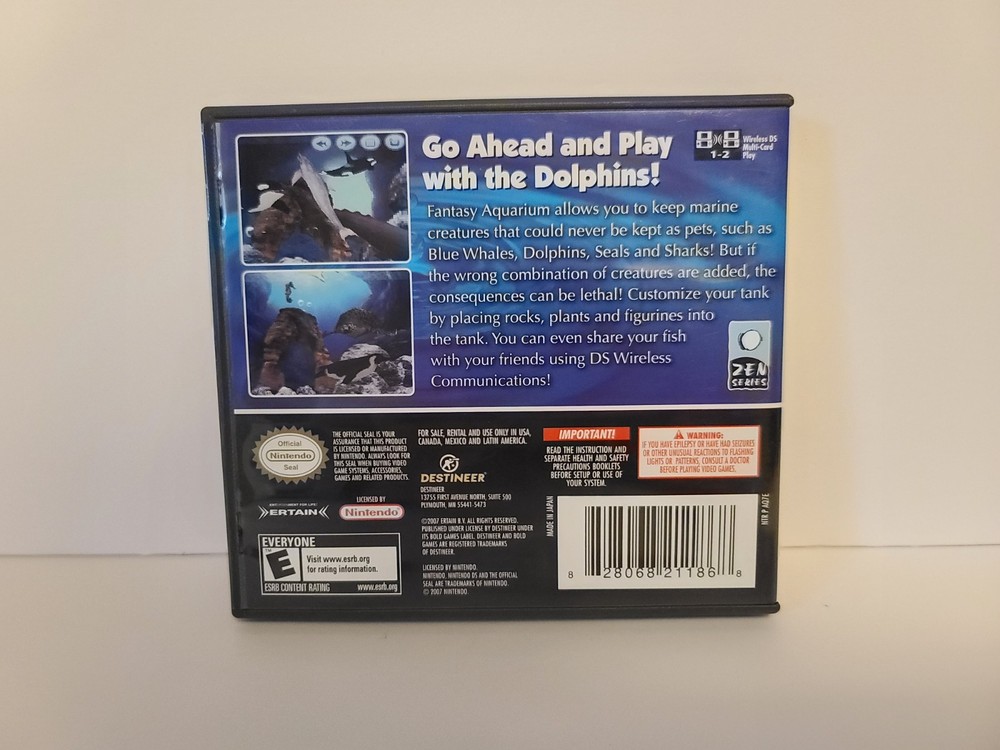 Go Ahead and Play
with the Dolphins!
1-2
Wireless DS
Multi-Card
Play
Fantasy Aquarium allows you to keep marine
creatures that could never be kept as pets, such as
Blue Whales, Dolphins, Seals and Sharks! But if
the wrong combination of creatures are added, the
consequences can be lethal! Customize your tank
by placing rocks, plants and figurines into
the tank. You can even share your fish
with your friends using DS Wireless
Communications!
ZEN
SERIES
Official
Nintendo
Seal
THE OFFICIAL SEAL IS YOUR
ASSURANCE THAT THIS PRODUCT
IS LICENSED OR MANUFACTURED
BY NINTENDO. ALWAYS LOOK FOR
THIS SEAL WHEN BUYING VIDEO
GAME SYSTEMS, ACCESSORIES,
GAMES AND RELATED PRODUCTS.
ERTAIN
LICENSED BY
Nintendo
EVERYONE
E
TM
Visit www.esrb.org
for rating information.
ESRB CONTENT RATING www.esrb.org
FOR SALE, RENTAL AND USE ONLY IN USA,
CANADA, MEXICO AND LATIN AMERICA.
DESTINEER
DESTINEER
13755 FIRST AVENUE NORTH, SUITE 500
PLYMOUTH, MN 55441-5473
©2007 ERTAIN B.V. ALL RIGHTS RESERVED.
PUBLISHED UNDER LICENSE BY DESTINEER UNDER
ITS BOLD GAMES LABEL. DESTINEER AND BOLD
GAMES ARE REGISTERED TRADEMARKS
OF DESTINEER.
LICENSED BY NINTENDO.
NINTENDO, NINTENDO DS AND THE OFFICIAL
SEAL ARE TRADEMARKS OF NINTENDO.
© 2007 NINTENDO.
IMPORTANT!
READ THE INSTRUCTION AND
SEPARATE HEALTH AND SAFETY
PRECAUTIONS BOOKLETS
BEFORE SETUP OR USE OF
YOUR SYSTEM.
WARNING:
IF YOU HAVE EPILEPSY OR HAVE HAD SEIZURES
OR OTHER UNUSUAL REACTIONS TO FLASHING
LIGHTS OR PATTERNS, CONSULT A DOCTOR
BEFORE PLAYING VIDEO GAMES.
MADE IN JAPAN
8 28068 21186 8